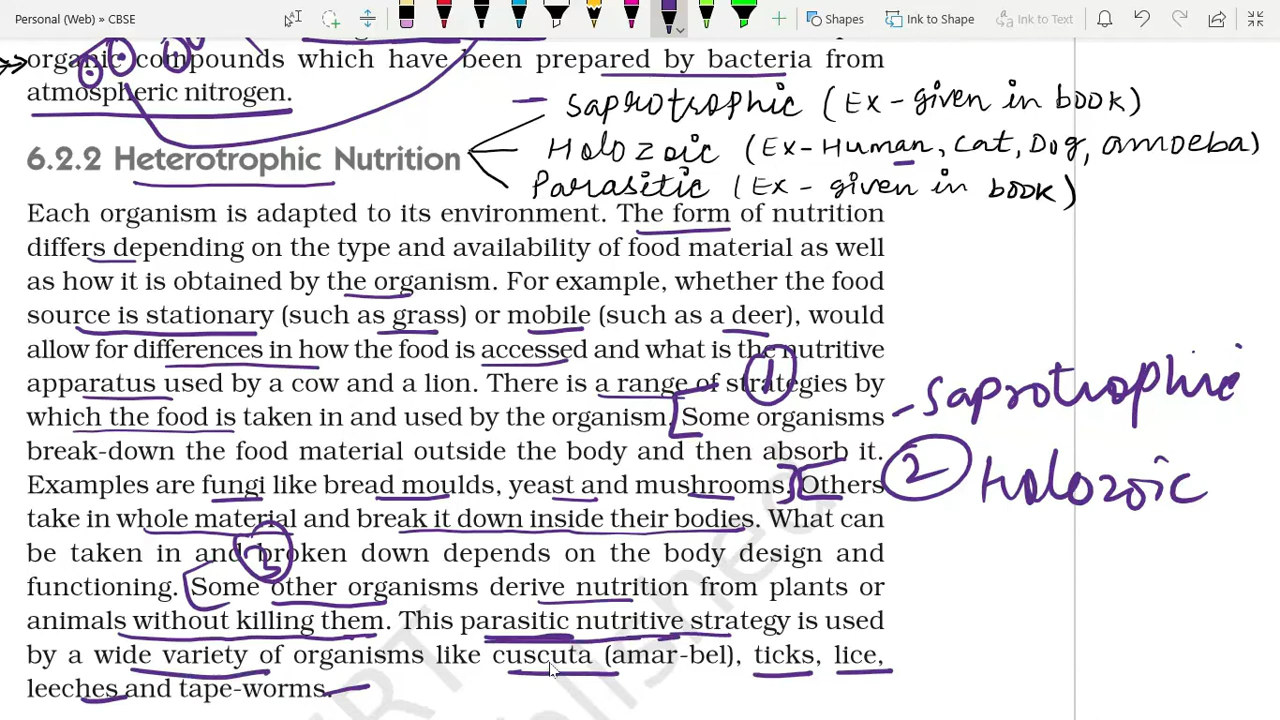 Personal (Web) » CBSE
Shapes
Ink to Shape
Ink to Text
organic compounds which have been prepared by bacteria from
atmospheric nitrogen.
saprotrophic (Ex - given in book)
6.2.2 Heterotrophic Nutrition
Holozoic (Ex - Human, Cat, Dog, amoeba)
Parasitic (Ex - given in book)
Each organism is adapted to its environment. The form of nutrition
differs depending on the type and availability of food material as well
as how it is obtained by the organism. For example, whether the food
source is stationary (such as grass) or mobile (such as a deer), would
allow for differences in how the food is accessed and what is the nutritive
1
apparatus used by a cow and a lion. There is a range of strategies by
- saprotrophic
which the food is taken in and used by the organism. Some organisms
break-down the food material outside the body and then absorb it.
Examples are fungi like bread moulds, yeast and mushrooms. Others
2 Holozoic
take in whole material and break it down inside their bodies. What can
be taken in and broken down depends on the body design and
3
functioning. Some other organisms derive nutrition from plants or
animals without killing them. This parasitic nutritive strategy is used
by a wide variety of organisms like cuscuta (amar-bel), ticks, lice,
leeches and tape-worms.